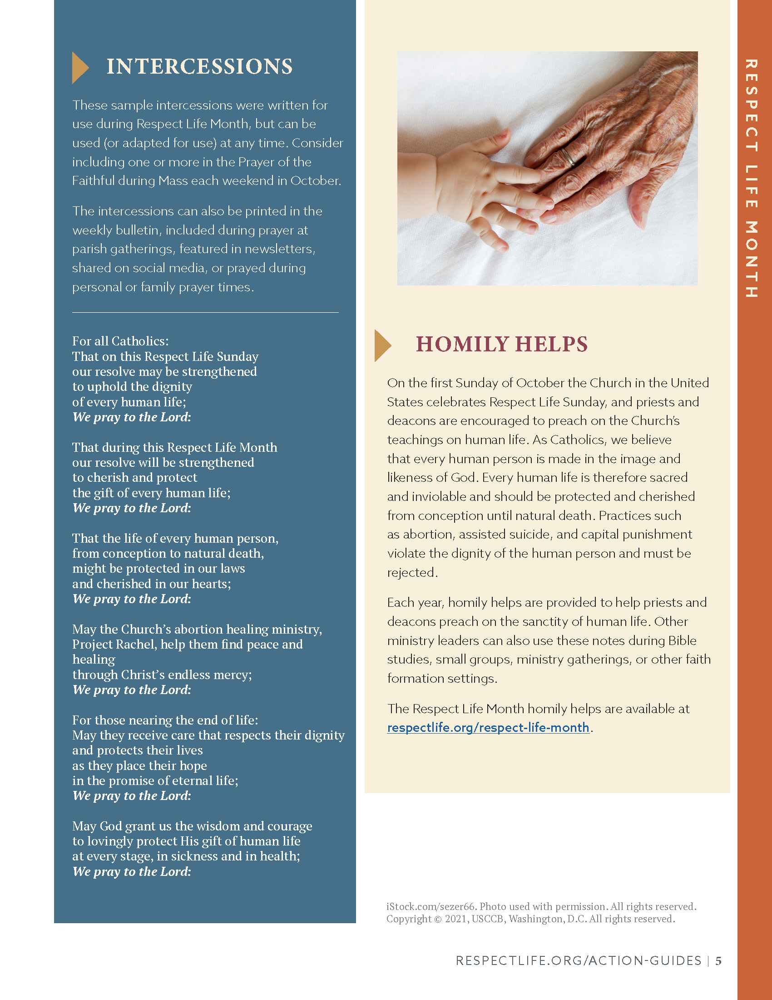 INTERCESSIONS
These sample intercessions were written for
use during Respect Life Month, but can be
used (or adapted for use) at any time. Consider
including one or more in the Prayer of the
Faithful during Mass each weekend in October.
The intercessions can also be printed in the
weekly bulletin, included during prayer at
parish gatherings, featured in newsletters,
shared on social media, or prayed during
personal or family prayer times.
For all Catholics:
That on this Respect Life Sunday
our resolve may be strengthened
to uphold the dignity
of every human life;
We pray to the Lord:
That during this Respect Life Month
our resolve will be strengthened
to cherish and protect
the gift of every human life;
We pray to the Lord:
That the life of every human person,
from conception to natural death,
might be protected in our laws
and cherished in our hearts;
We pray to the Lord:
May the Church’s abortion healing ministry,
Project Rachel, help them find peace and
healing
through Christ’s endless mercy;
We pray to the Lord:
For those nearing the end of life:
May they receive care that respects their dignity
and protects their lives
as they place their hope
in the promise of eternal life;
We pray to the Lord:
May God grant us the wisdom and courage
to lovingly protect His gift of human life
at every stage, in sickness and in health;
We pray to the Lord:
HOMILY HELPS
On the first Sunday of October the Church in the United
States celebrates Respect Life Sunday, and priests and
deacons are encouraged to preach on the Church’s
teachings on human life. As Catholics, we believe
that every human person is made in the image and
likeness of God. Every human life is therefore sacred
and inviolable and should be protected and cherished
from conception until natural death. Practices such
as abortion, assisted suicide, and capital punishment
violate the dignity of the human person and must be
rejected.
Each year, homily helps are provided to help priests and
deacons preach on the sanctity of human life. Other
ministry leaders can also use these notes during Bible
studies, small groups, ministry gatherings, or other faith
formation settings.
The Respect Life Month homily helps are available at
respectlife.org/respect-life-month.
iStock.com/sezer66. Photo used with permission. All rights reserved.
Copyright © 2021, USCCB, Washington, D.C. All rights reserved.
RESPECTLIFE.ORG/ACTION-GUIDES | 5
RESPECT LIFE MONTH